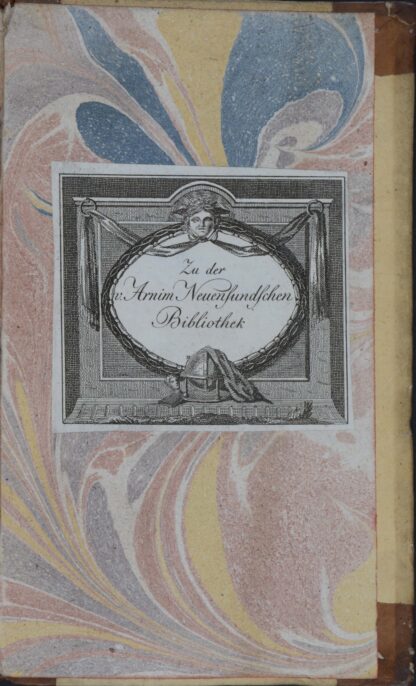 Zu der
v. Arnim Neuensundschen
Bibliothek